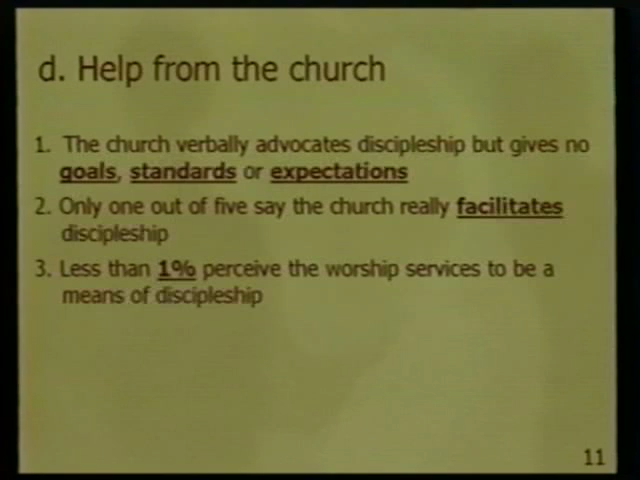 d. Help from the church
1. The church verbally advocates discipleship but gives no
goals, standards or expectations
2. Only one out of five say the church really facilitates
discipleship
3. Less than 1% perceive the worship services to be a
means of discipleship
11